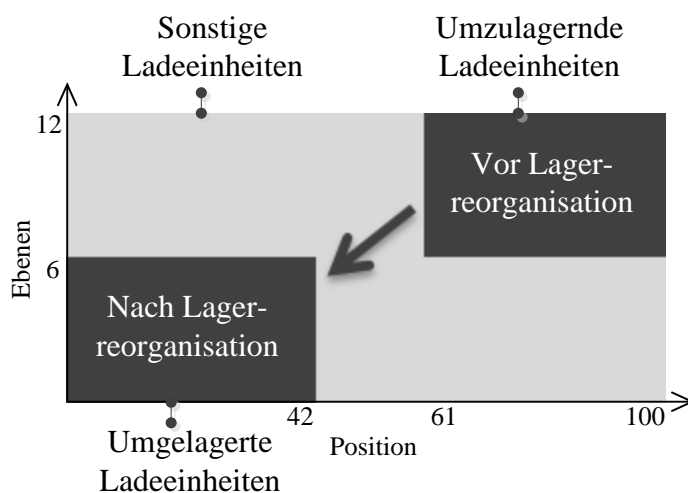 Sonstige
Ladeeinheiten
Umzulagernde
Ladeeinheiten
12
Vor Lager-
reorganisation
6
Ebenen
Nach Lager-
reorganisation
42
61
100
Position
Umgelagerte
Ladeeinheiten